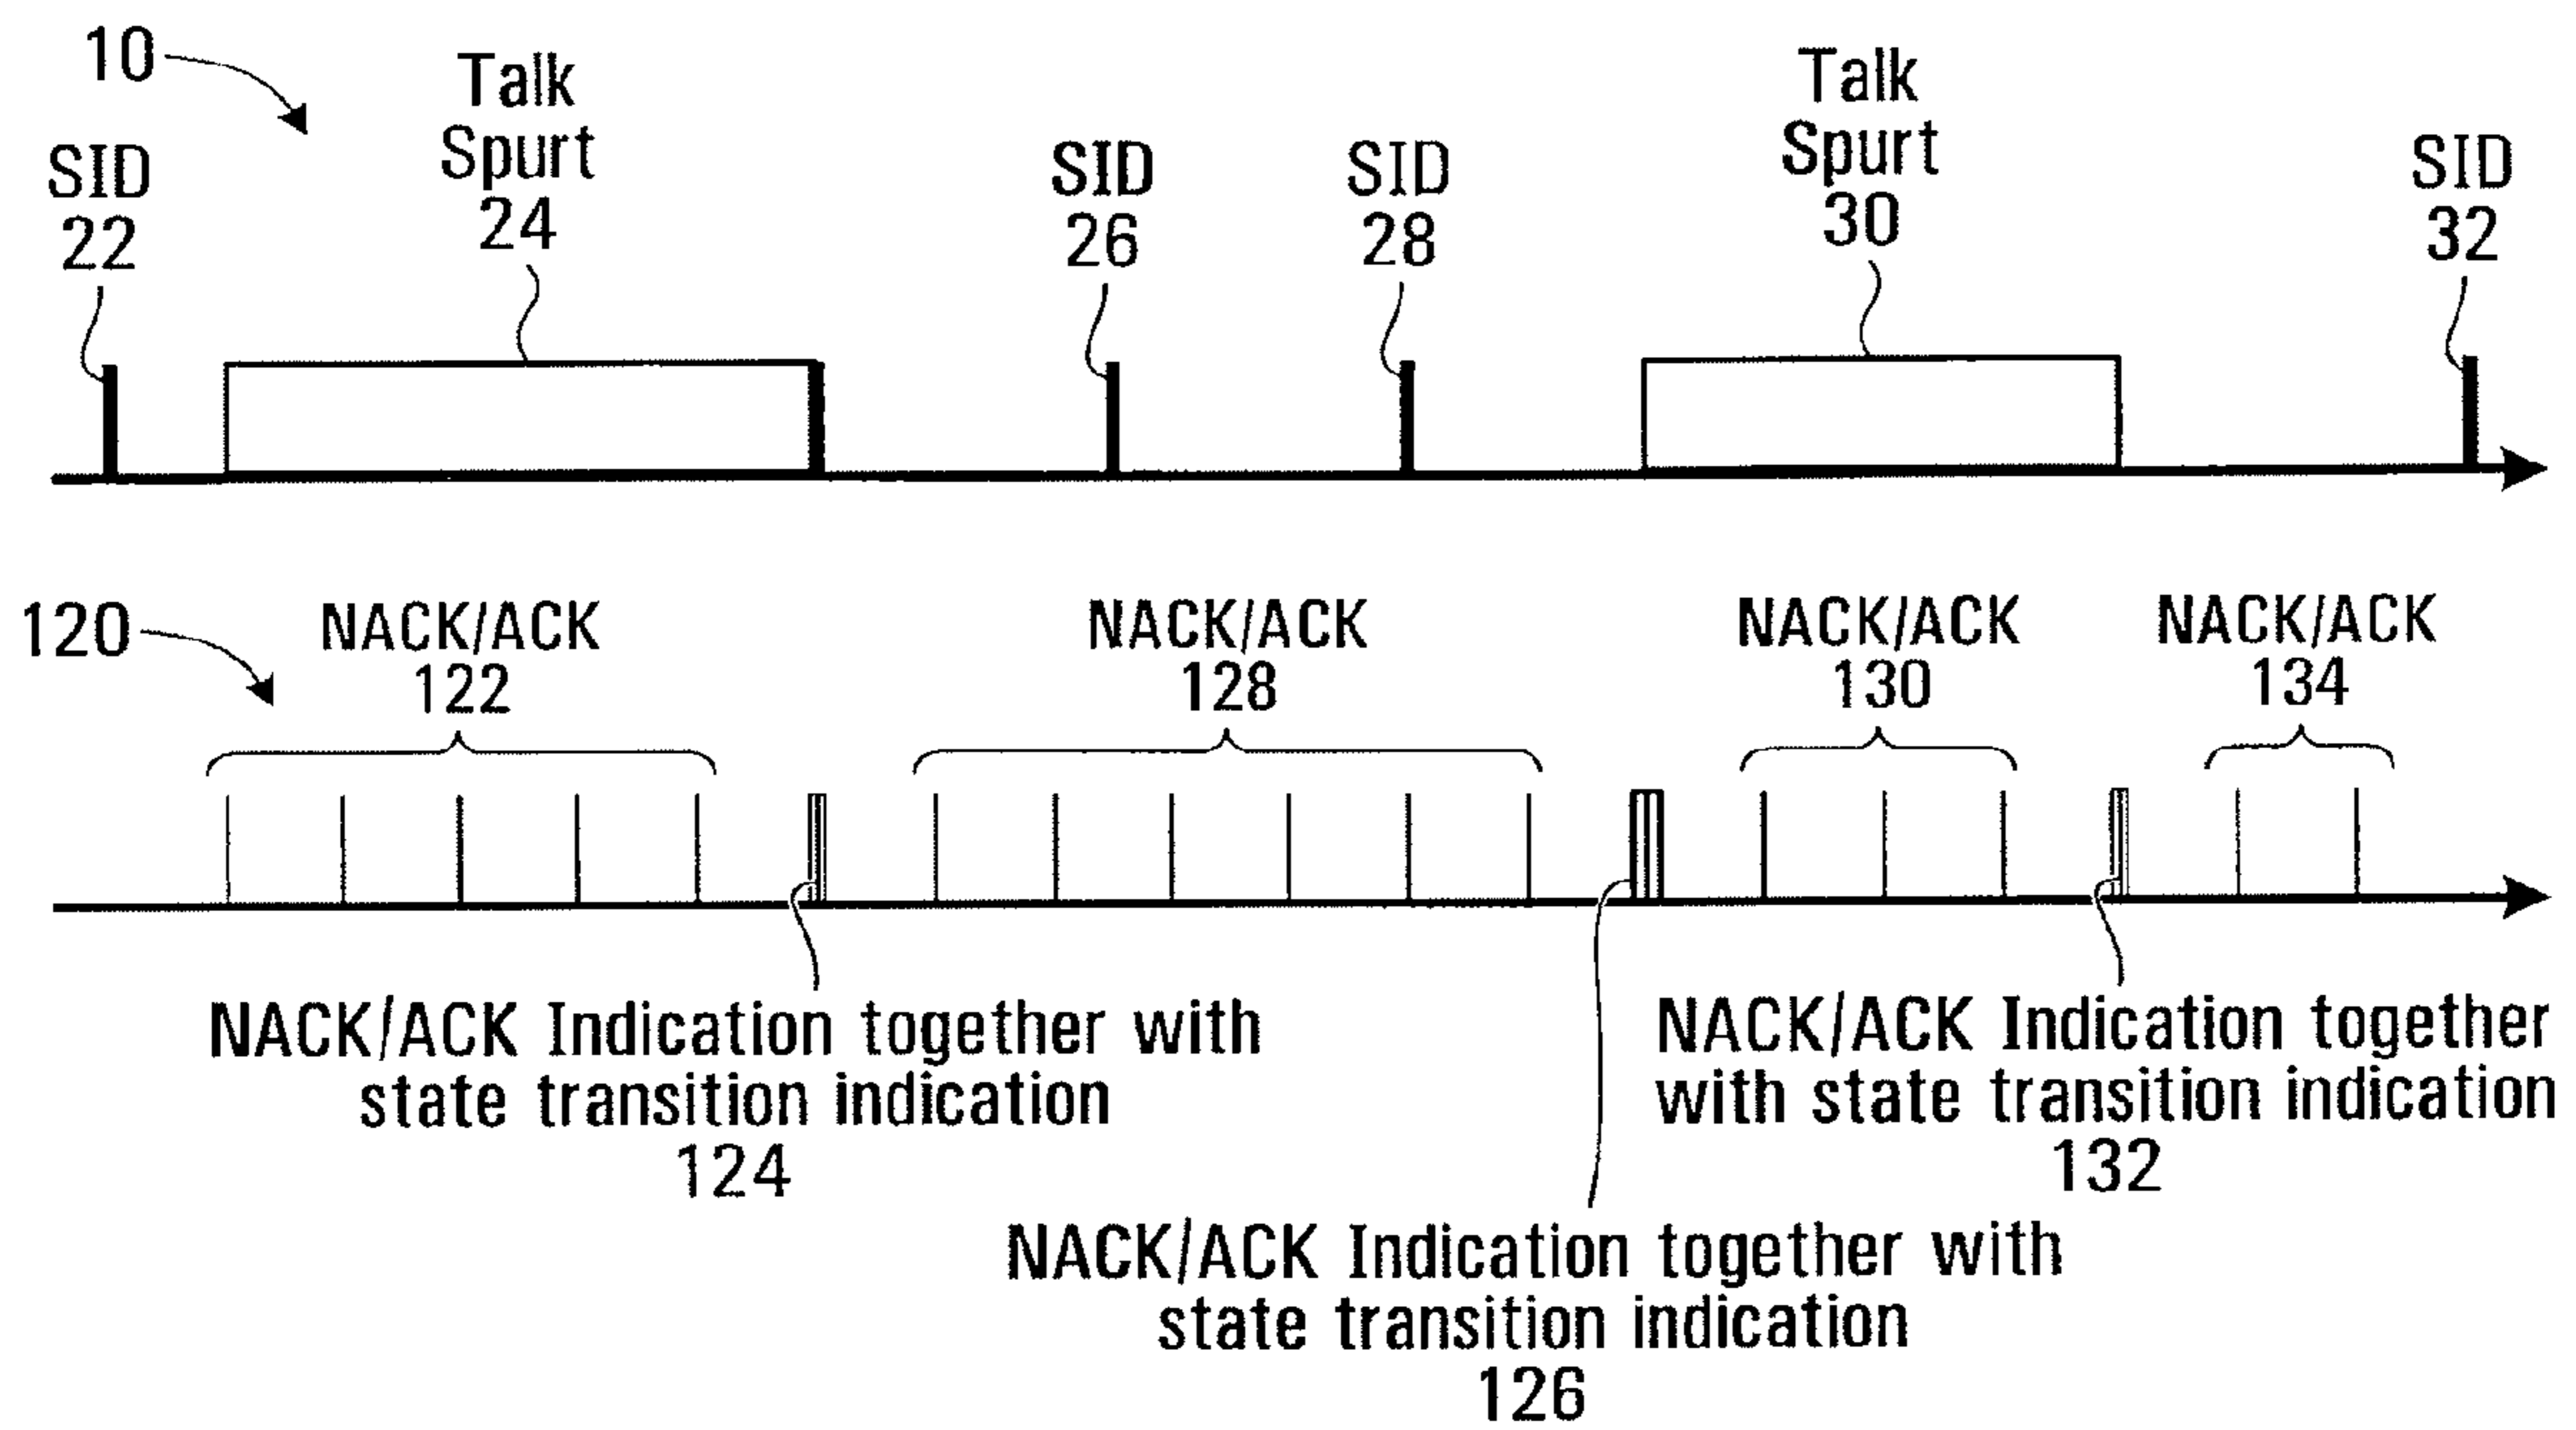 10
Talk
Spurt
24
Talk
Spurt
30
SID
22
SID
26
SID
28
SID
32
120
NACK/ACK
122
NACK/ACK
128
NACK/ACK
130
NACK/ACK
134
NACK/ACK Indication together with
state transition indication
124
NACK/ACK Indication together
with state transition indication
132
NACK/ACK Indication together with
state transition indication
126